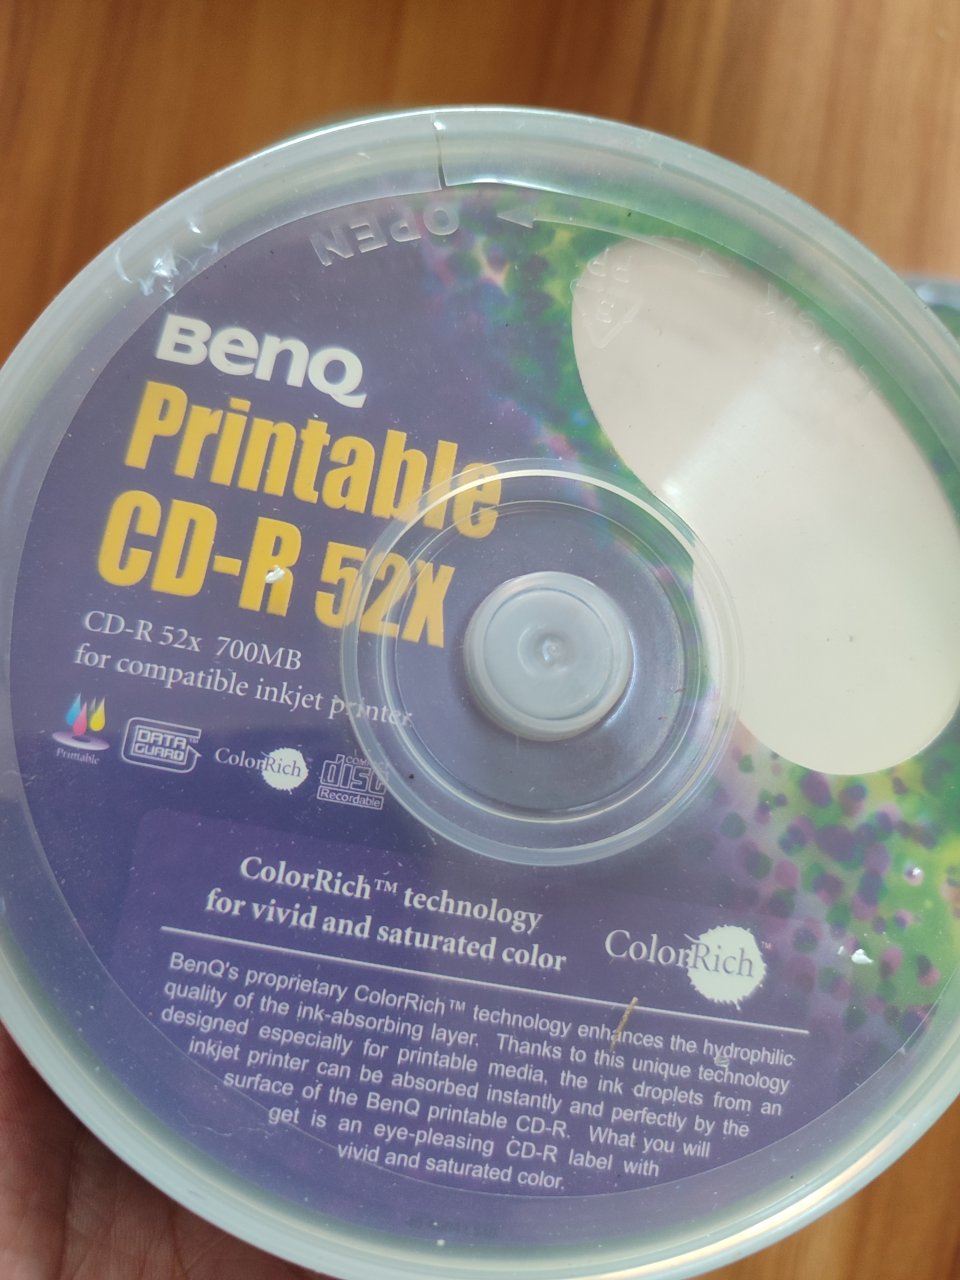 OPEN
BenQ
Printable
CD-R 52X
CD-R 52x 700MB
for compatible inkjet printer
Printable
DATA GUARD™
ColorRich
COMPACT
disc
Recordable
ColorRich™ technology
for vivid and saturated color
ColorRich™
BenQ's proprietary ColorRich™ technology enhances the hydrophilic
quality of the ink-absorbing layer. Thanks to this unique technology
designed especially for printable media, the ink droplets from an
inkjet printer can be absorbed instantly and perfectly by the
surface of the BenQ printable CD-R. What you will
get is an eye-pleasing CD-R label with
vivid and saturated color.